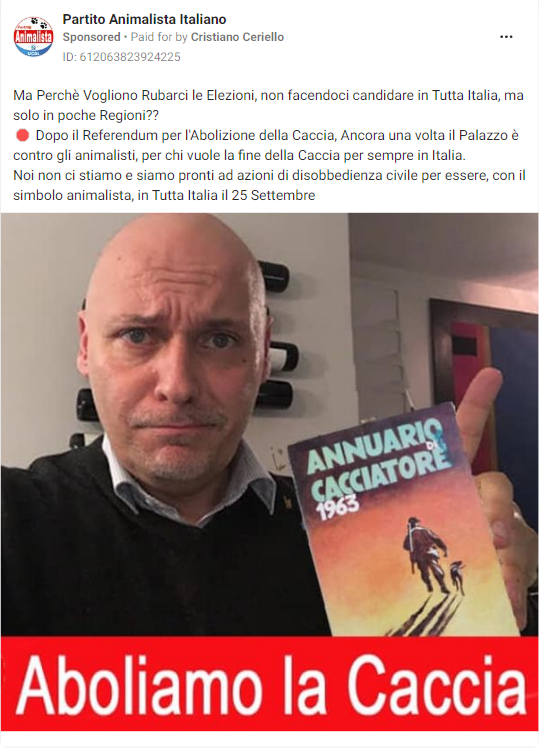 Partito Animalista Italiano
Sponsored • Paid for by Cristiano Ceriello
ID: 612063823924225
Partito
Animalista
Ma Perchè Vogliono Rubarci le Elezioni, non facendoci candidare in Tutta Italia, ma
solo in poche Regioni??
🛑 Dopo il Referendum per l'Abolizione della Caccia, Ancora una volta il Palazzo è
contro gli animalisti, per chi vuole la fine della Caccia per sempre in Italia.
Noi non ci stiamo e siamo pronti ad azioni di disobbedienza civile per essere, con il
simbolo animalista, in Tutta Italia il 25 Settembre
ANNUARIO
DEL
CACCIATORE
1963
Aboliamo la Caccia